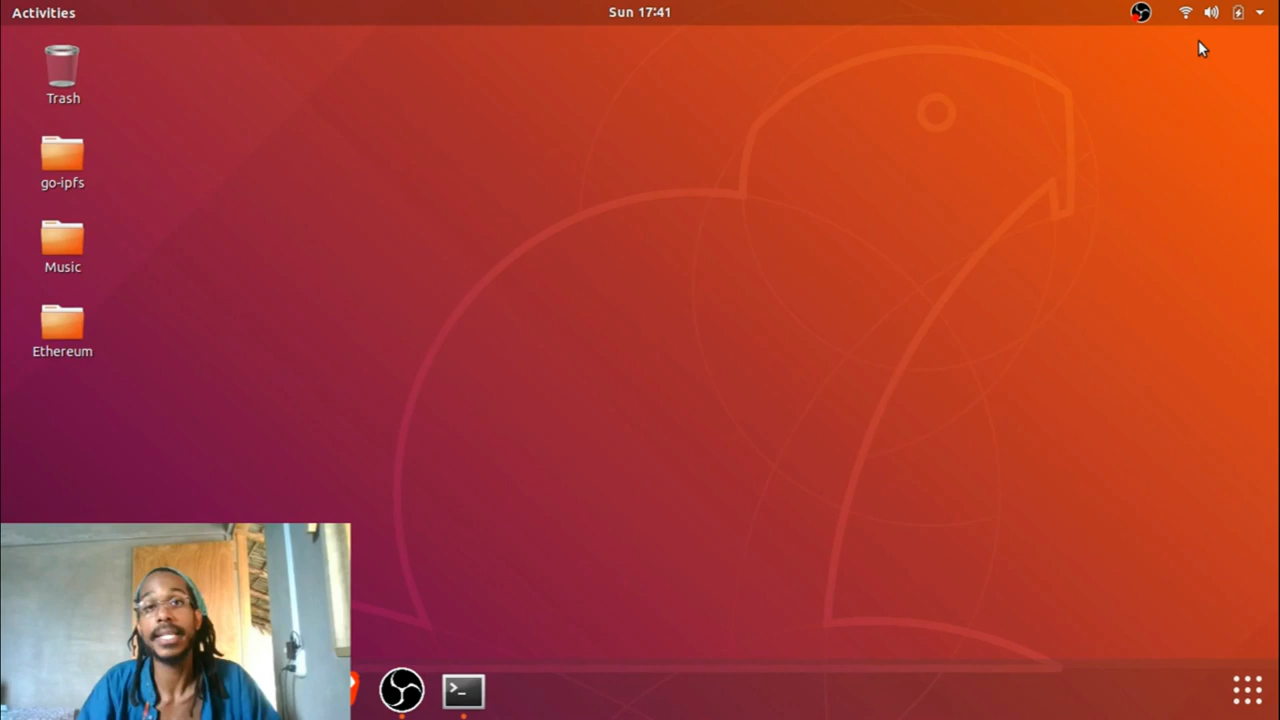 Activities
Sun 17:41
Trash
go-ipfs
Music
Ethereum
>_